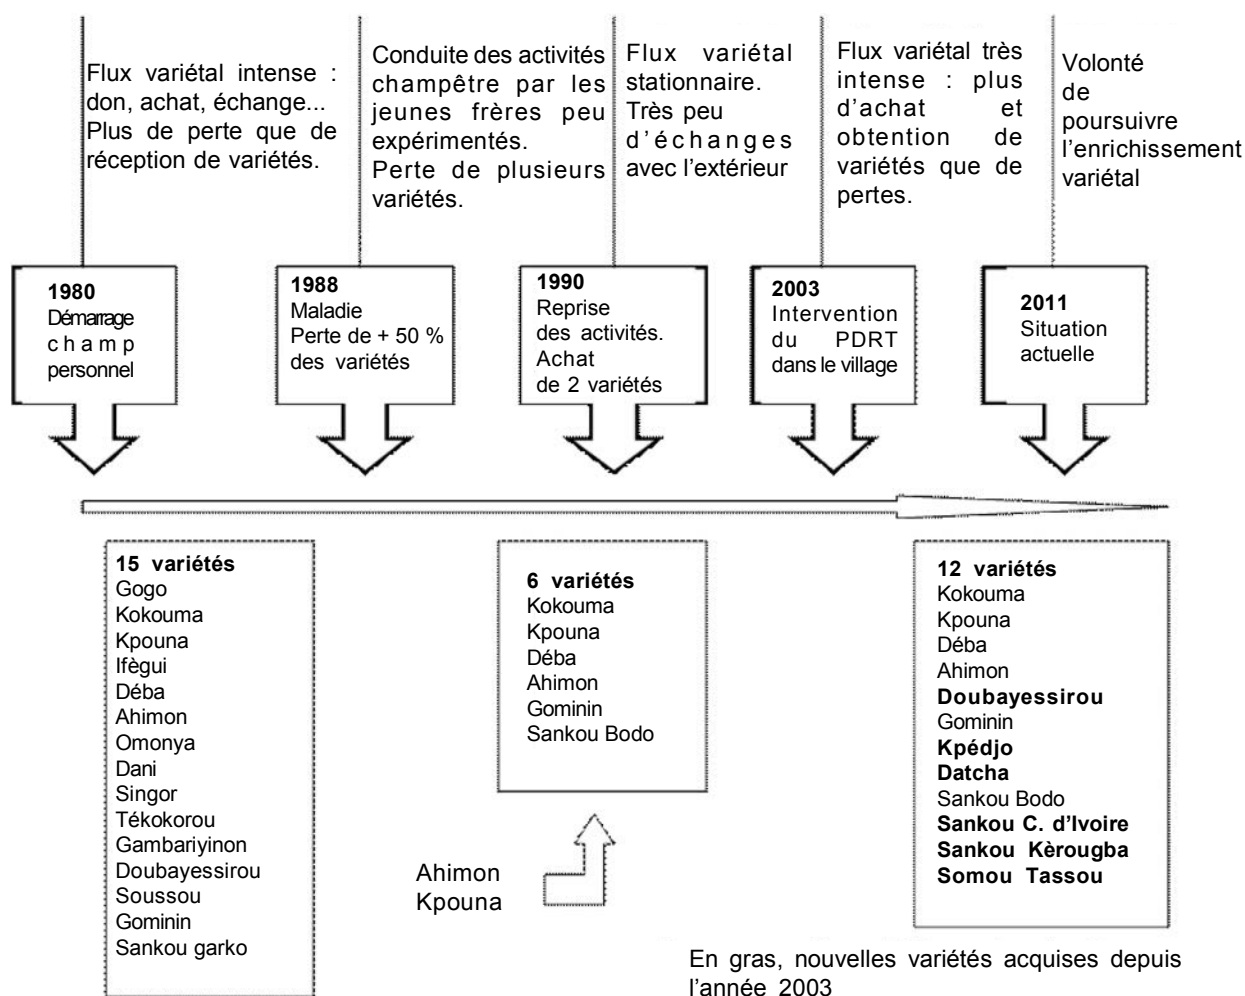 Flux variétal intense :
don, achat, échange...
Plus de perte que de
réception de variétés.
Conduite des activités
champêtre par les
jeunes frères peu
expérimentés.
Perte de plusieurs
variétés.
Flux variétal
stationnaire.
Très peu
d'échanges
avec l'extérieur
Flux variétal très
intense : plus
d'achat et
obtention de
variétés que de
pertes.
Volonté
de
poursuivre
l'enrichissement
variétal
1980
Démarrage
champ
personnel
1988
Maladie
Perte de + 50 %
des variétés
1990
Reprise
des activités.
Achat
de 2 variétés
2003
Intervention
du PDRT
dans le village
2011
Situation
actuelle
15 variétés
Gogo
Kokouma
Kpouna
Ifègui
Déba
Ahimon
Omonya
Dani
Singor
Tékokorou
Gambariyinon
Doubayessirou
Soussou
Gominin
Sankou garko
6 variétés
Kokouma
Kpouna
Déba
Ahimon
Gominin
Sankou Bodo
Ahimon
Kpouna
12 variétés
Kokouma
Kpouna
Déba
Ahimon
Doubayessirou
Gominin
Kpédjo
Datcha
Sankou Bodo
Sankou C. d'Ivoire
Sankou Kèrougba
Somou Tassou
En gras, nouvelles variétés acquises depuis
l'année 2003